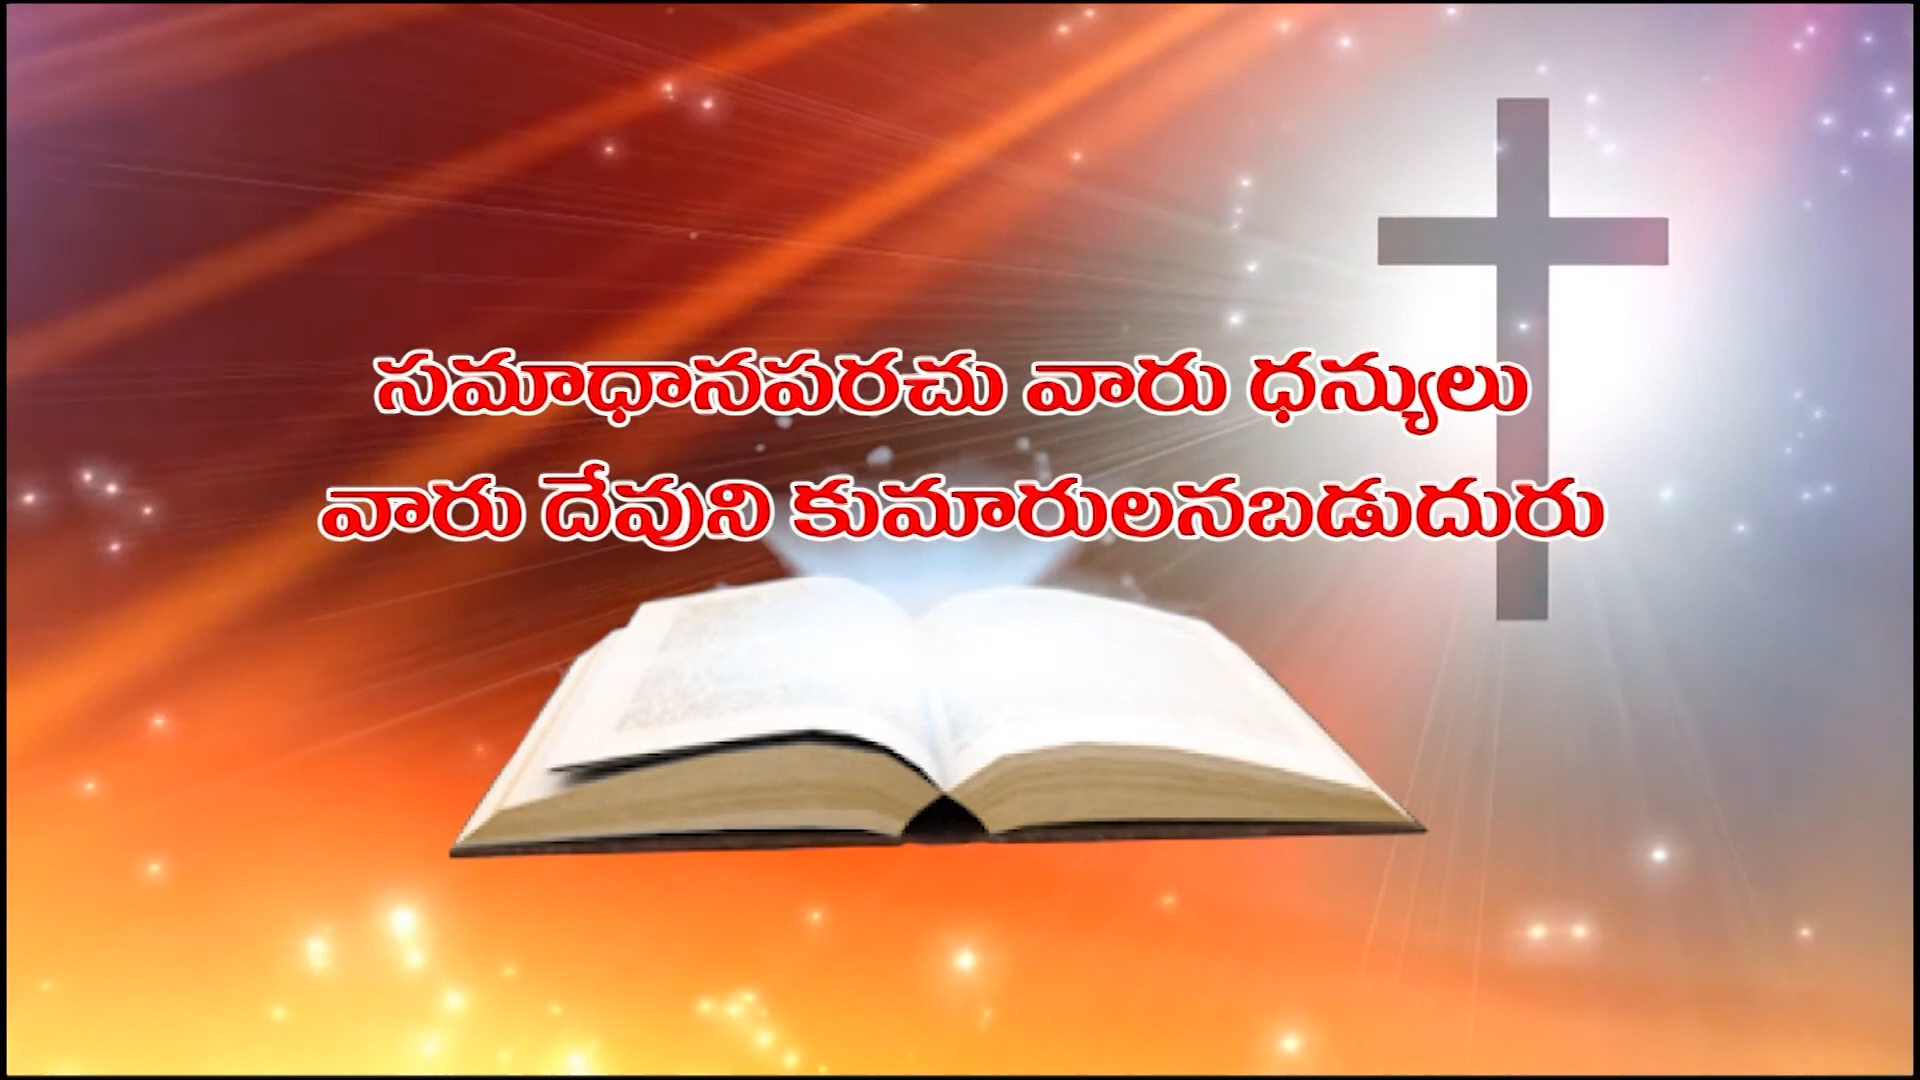 సమాధానపరచు వారు ధన్యులు
వారు దేవుని కుమారులనబడుదురు